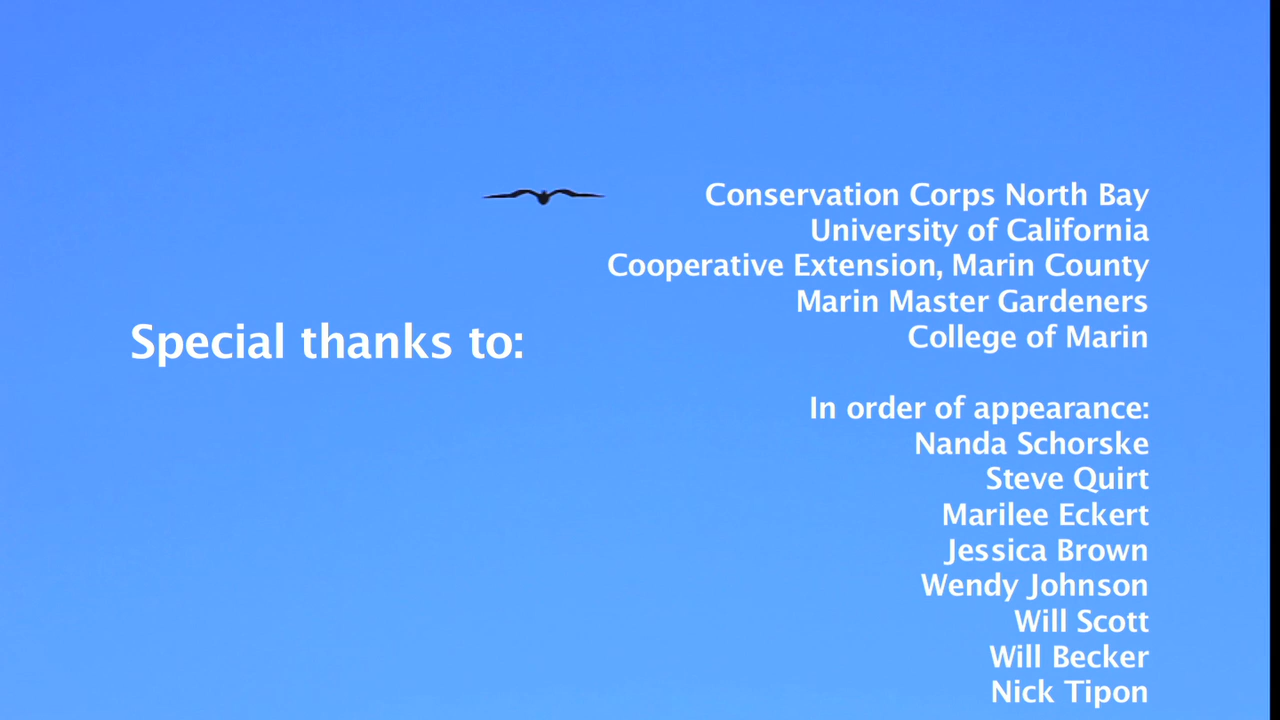 Special thanks to:
Conservation Corps North Bay
University of California
Cooperative Extension, Marin County
Marin Master Gardeners
College of Marin
In order of appearance:
Nanda Schorske
Steve Quirt
Marilee Eckert
Jessica Brown
Wendy Johnson
Will Scott
Will Becker
Nick Tipon